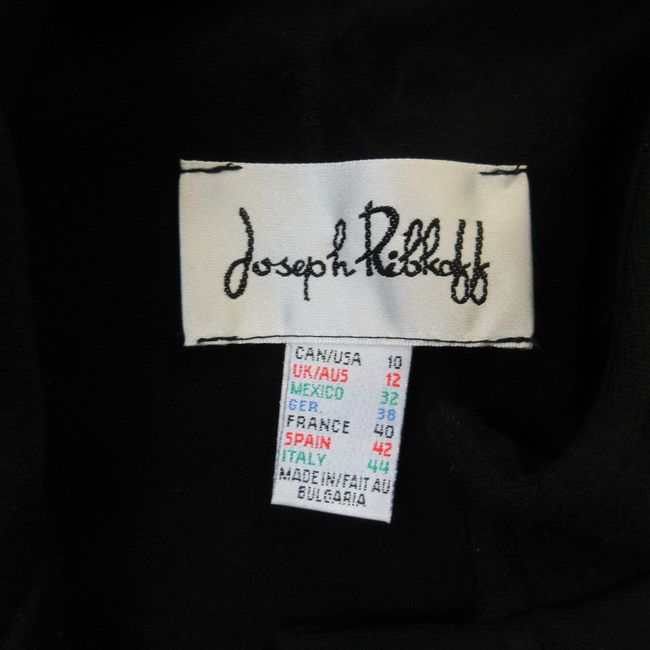 Joseph Ribkoff
CAN/USA 10
UK/AUS 12
MEXICO 32
GER. 38
FRANCE 40
SPAIN 42
ITALY 44
MADE IN/FAIT AU
BULGARIA